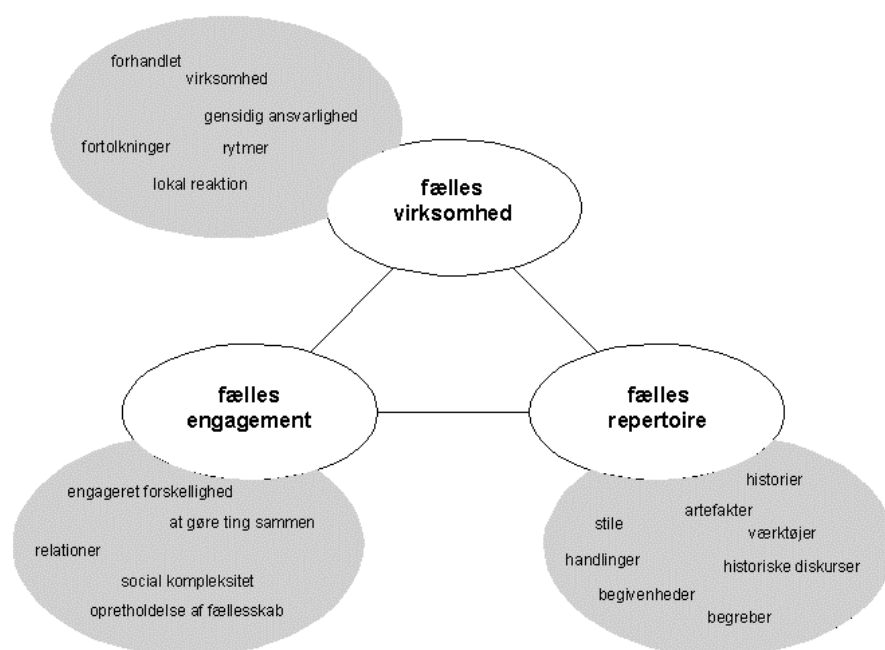 forhandlet
virksomhed
gensidig ansvarlighed
fortolkninger
rytmer
lokal reaktion
fælles
virksomhed
fælles
engagement
fælles
repertoire
engageret forskellighed
at gøre ting sammen
relationer
social kompleksitet
opretholdelse af fællesskab
historier
artefakter
stile
værktøjer
handlinger
historiske diskurser
begivenheder
begreber